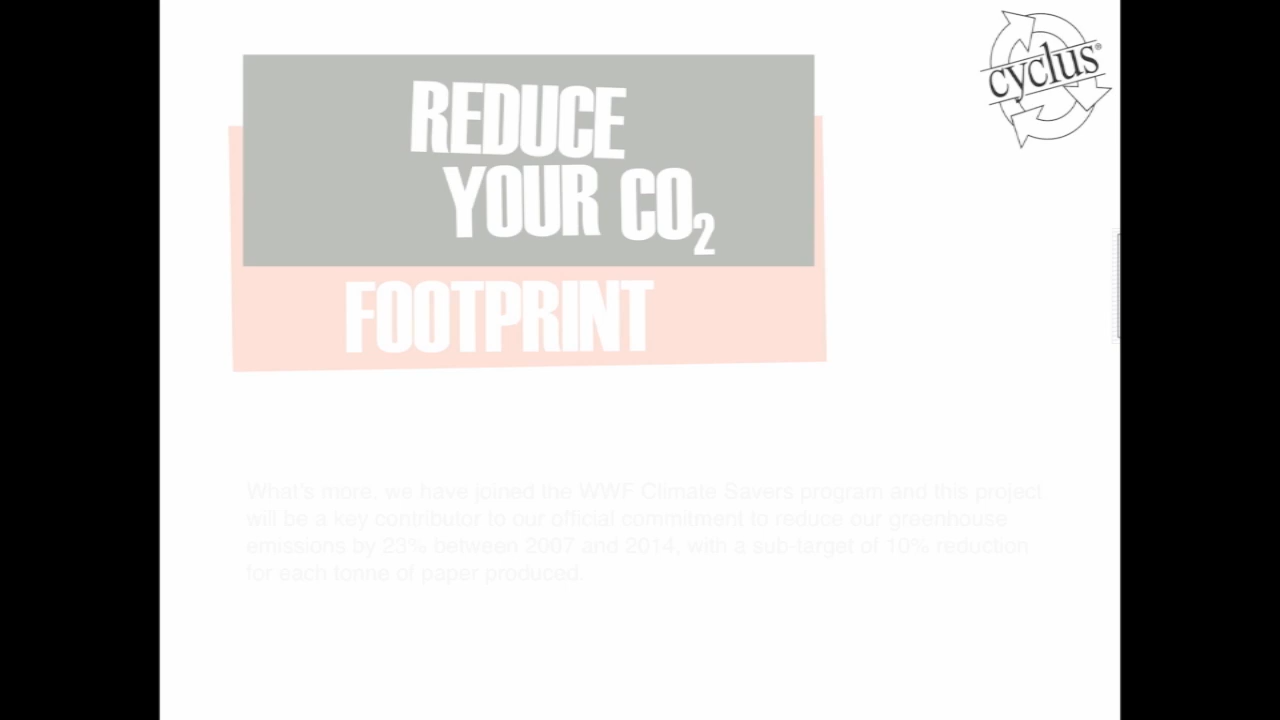 cyclus®
REDUCE
YOUR CO₂
FOOTPRINT
What's more, we have joined the WWF Climate Savers program and this project,
will be a key contributor to our official commitment to reduce our greenhouse
emissions by 23% between 2007 and 2014, with a sub-target of 10% reduction
for each tonne of paper produced.